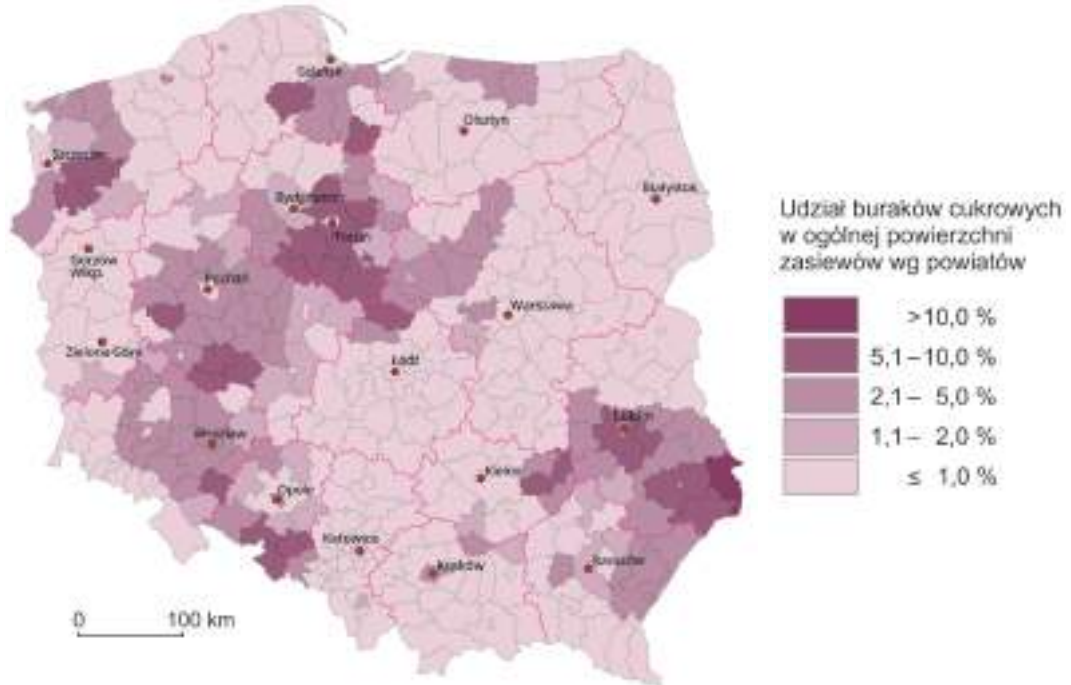 Gdańsk
Olsztyn
Szczecin
Białystok
Bydgoszcz
Toruń
Gorzów
Wlkp.
Poznań
Warszawa
Zielona Góra
Łódź
Lublin
Wrocław
Kielce
Opole
Katowice
Kraków
Rzeszów
0 100 km
Udział buraków cukrowych
w ogólnej powierzchni
zasiewów wg powiatów
>10,0 %
5,1 – 10,0 %
2,1 – 5,0 %
1,1 – 2,0 %
≤ 1,0 %